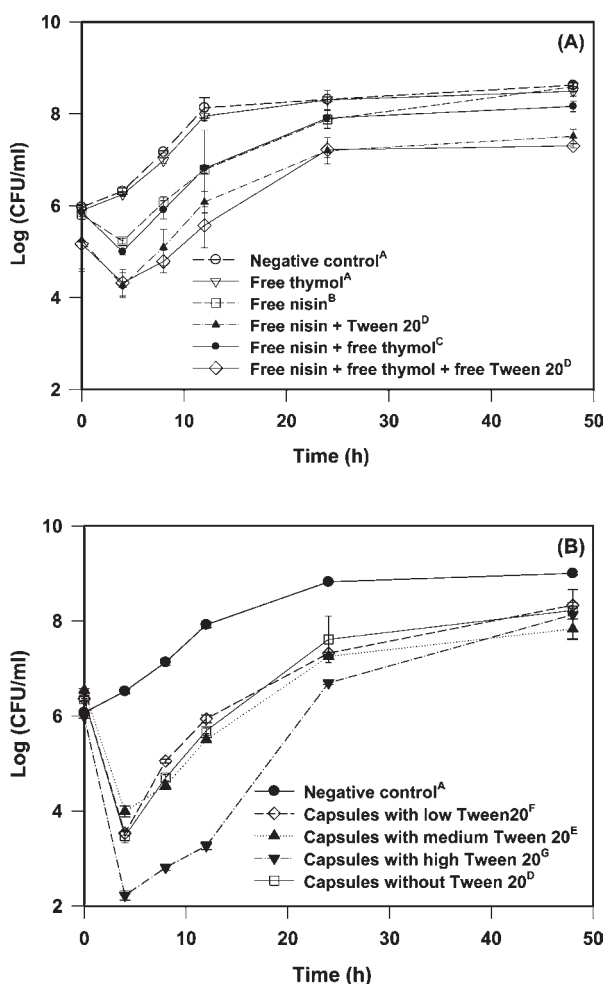 (A)
10
8
6
4
2
Log (CFU/ml)
Negative control^A
Free thymol^A
Free nisin^B
Free nisin + Tween 20^D
Free nisin + free thymol^C
Free nisin + free thymol + free Tween 20^D
0 10 20 30 40 50
Time (h)
(B)
10
8
6
4
2
Log (CFU/ml)
Negative control^A
Capsules with low Tween20^F
Capsules with medium Tween 20^E
Capsules with high Tween 20^G
Capsules without Tween 20^D
0 10 20 30 40 50
Time (h)